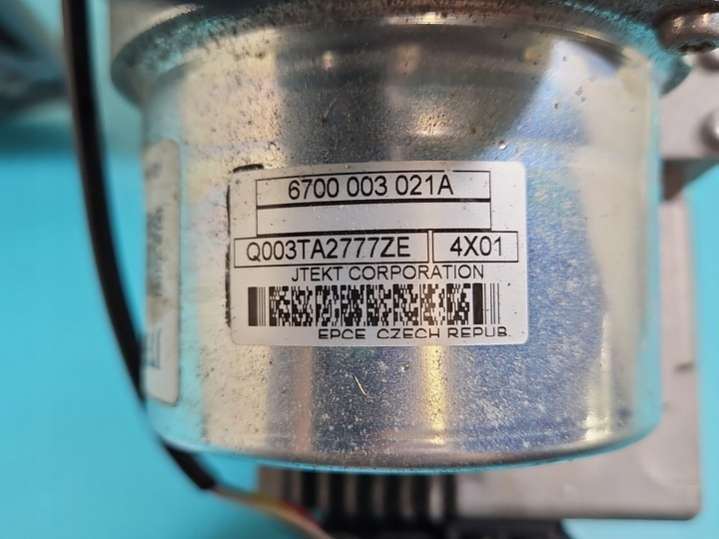 6700 003 021A
Q003TA2777ZE 4X01
JTEKT CORPORATION
EPCE CZECH REPUB